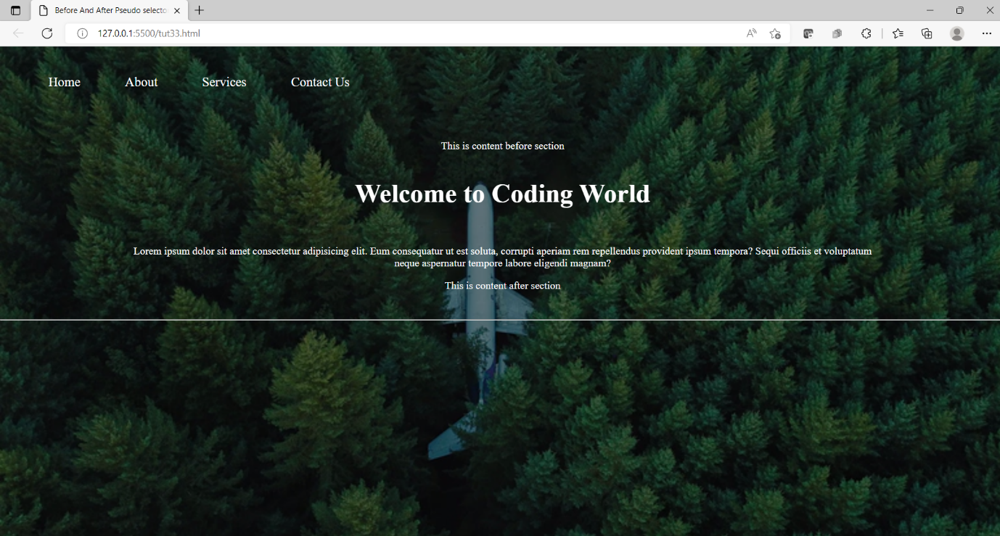 Before And After Pseudo selecto
127.0.0.1:5500/tut33.html
Home About Services Contact Us
This is content before section
Welcome to Coding World
Lorem ipsum dolor sit amet consectetur adipisicing elit. Eum consequatur ut est soluta, corrupti aperiam rem repellendus provident ipsum tempora? Sequi officiis et voluptatum
neque aspernatur tempore labore eligendi magnam?
This is content after section